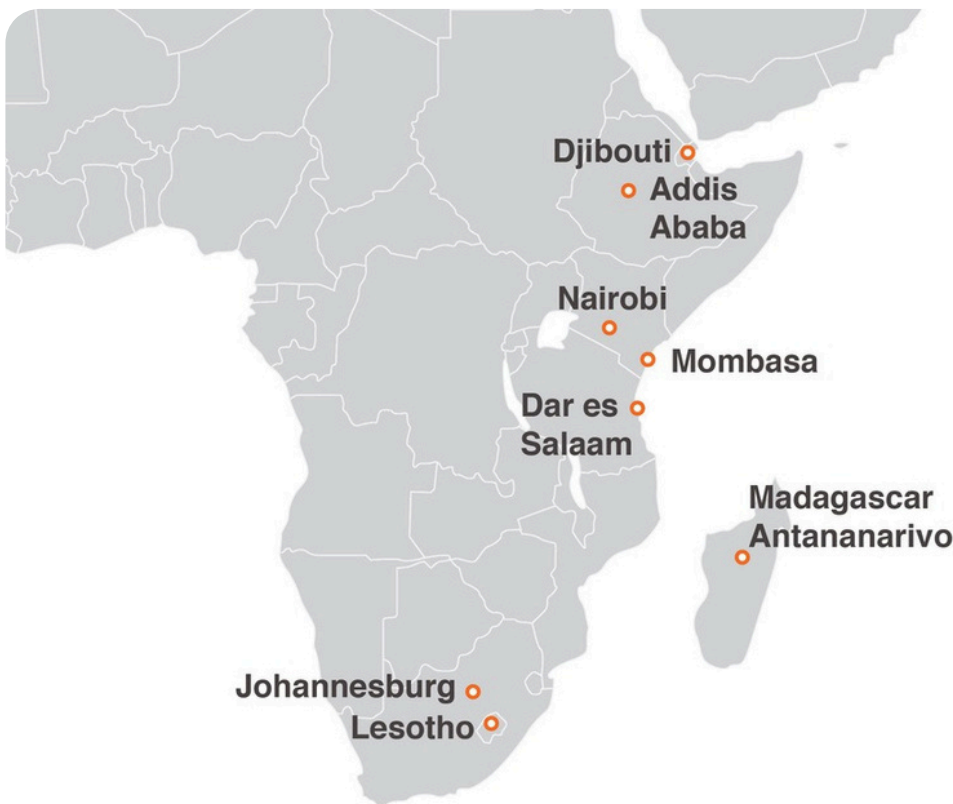 Djibouti
Addis
Ababa
Nairobi
Mombasa
Dar es
Salaam
Madagascar
Antananarivo
Johannesburg
Lesotho